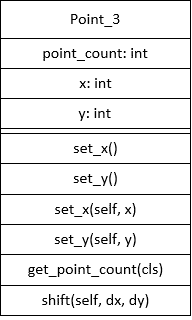 Point_3
point_count: int
x: int
y: int
set_x()
set_y()
set_x(self, x)
set_y(self, y)
get_point_count(cls)
shift(self, dx, dy)